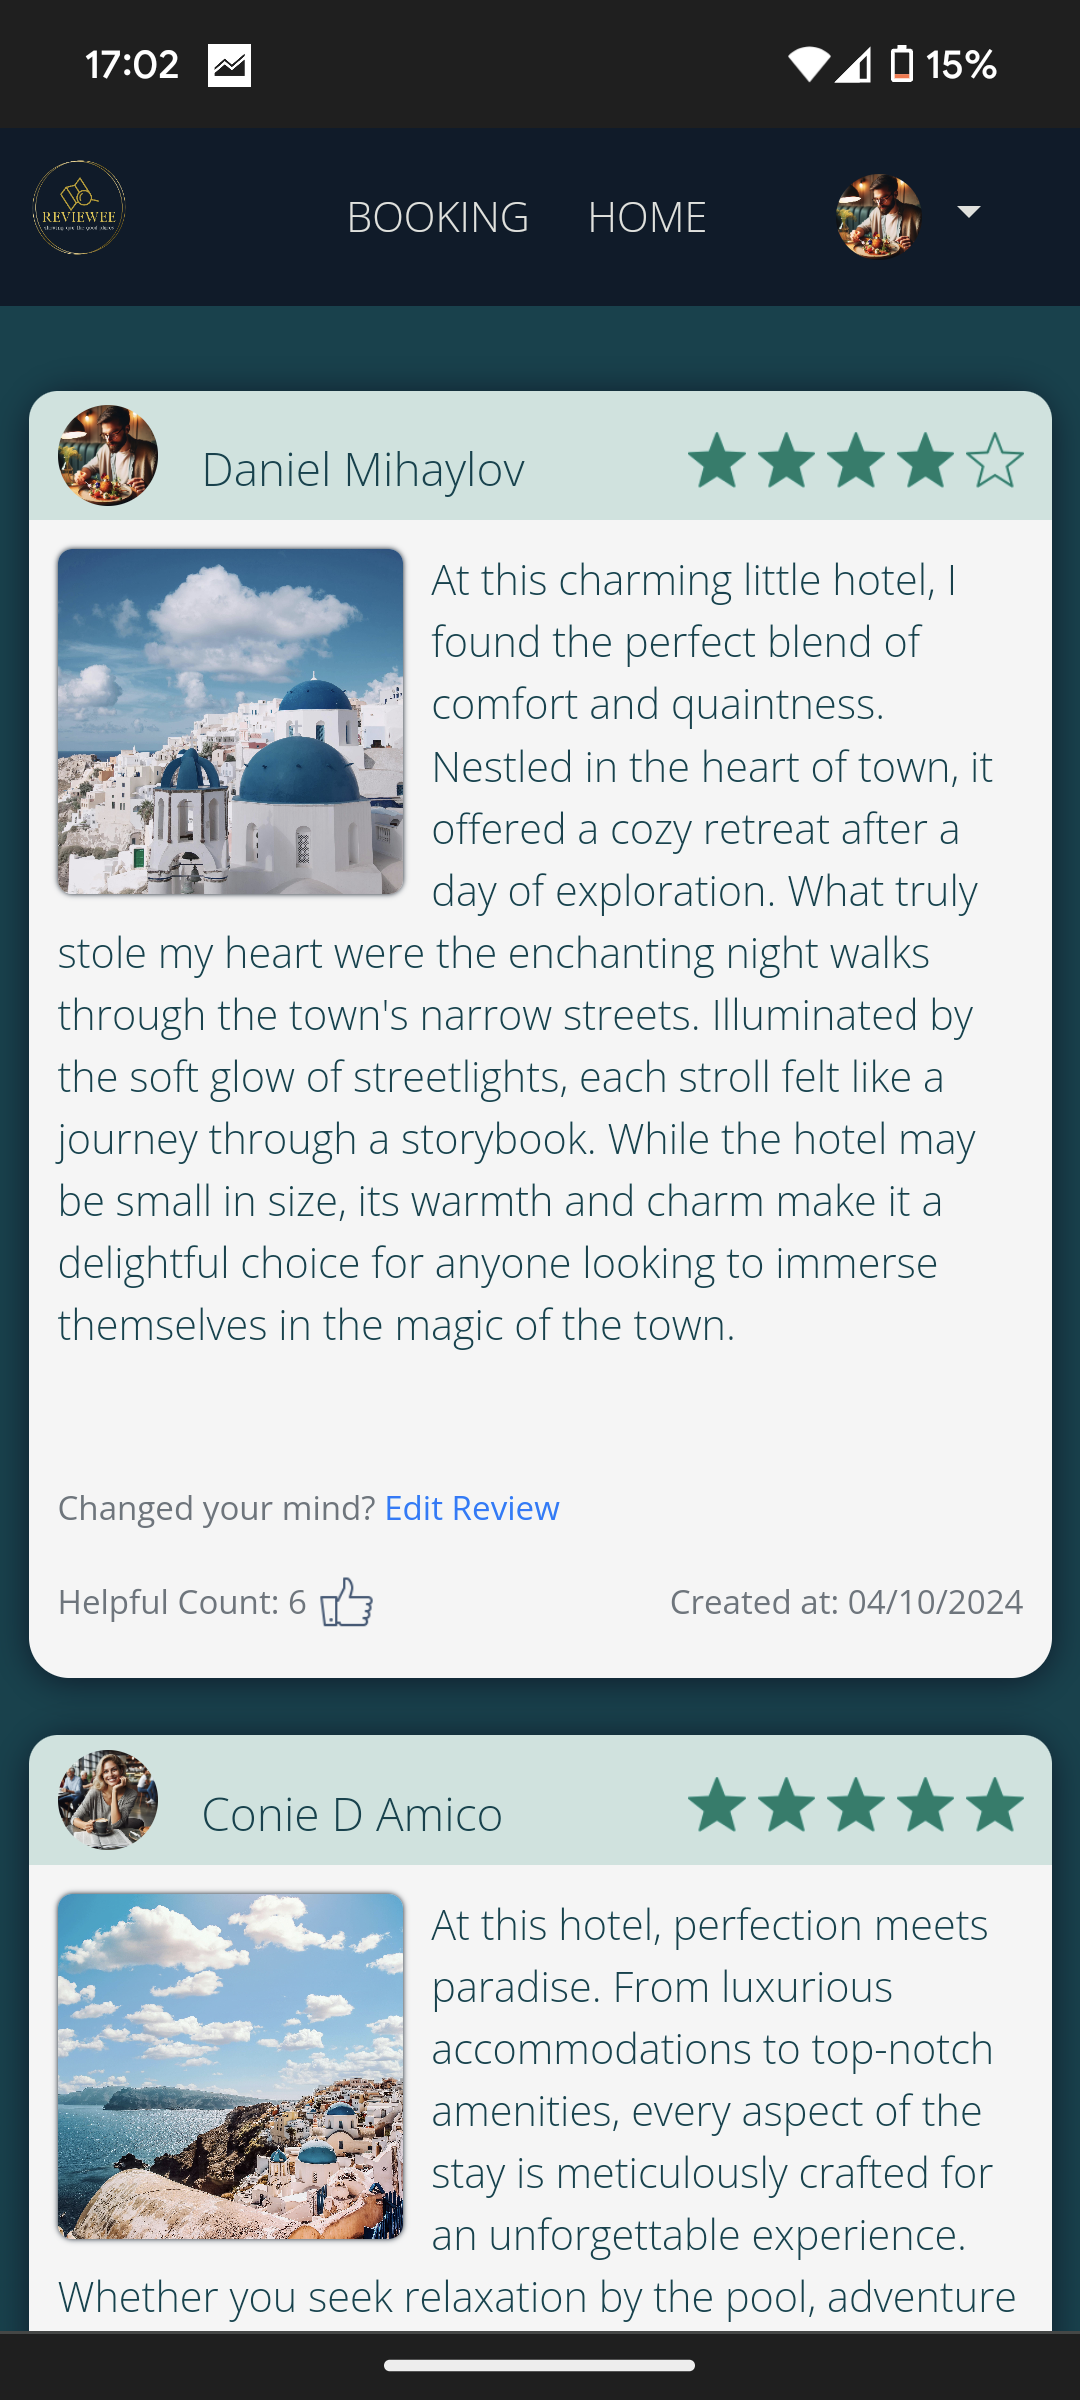 17:02
15%
REVIEWEE
BOOKING
HOME
Daniel Mihaylov
At this charming little hotel, I
found the perfect blend of
comfort and quaintness.
Nestled in the heart of town, it
offered a cozy retreat after a
day of exploration. What truly
stole my heart were the enchanting night walks
through the town's narrow streets. Illuminated by
the soft glow of streetlights, each stroll felt like a
journey through a storybook. While the hotel may
be small in size, its warmth and charm make it a
delightful choice for anyone looking to immerse
themselves in the magic of the town.
Changed your mind? Edit Review
Helpful Count: 6
Created at: 04/10/2024
Conie D Amico
At this hotel, perfection meets
paradise. From luxurious
accommodations to top-notch
amenities, every aspect of the
stay is meticulously crafted for
an unforgettable experience.
Whether you seek relaxation by the pool, adventure